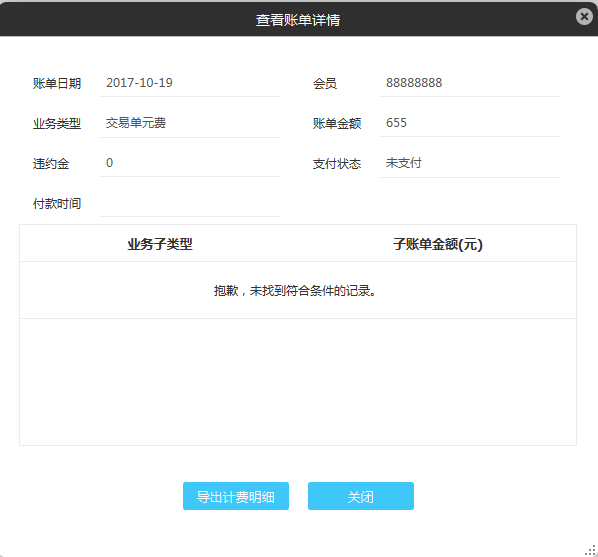 查看账单详情
账单日期 2017-10-19 会员 88888888
业务类型 交易单元费 账单金额 655
违约金 0 支付状态 未支付
付款时间
业务子类型 子账单金额(元)
抱歉，未找到符合条件的记录。
导出计费明细 关闭